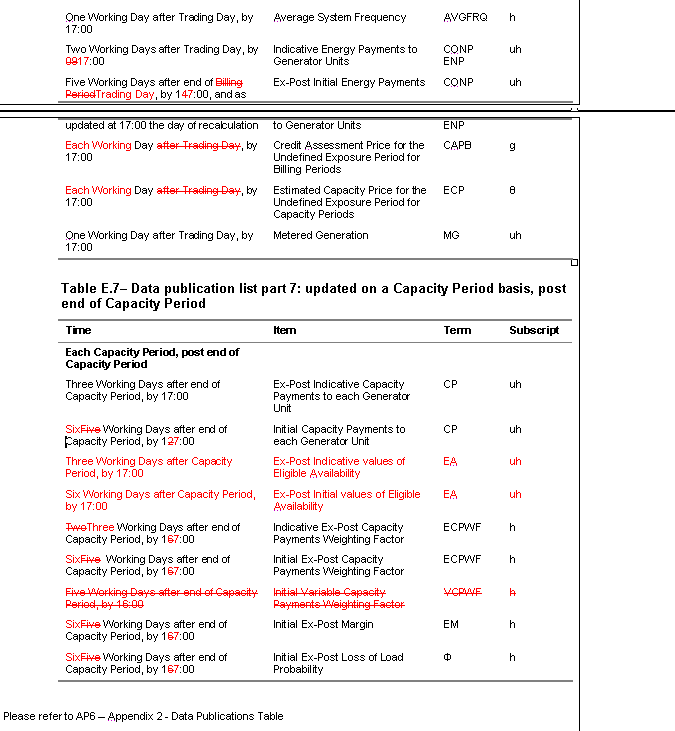 One Working Day after Trading Day, by Average System Frequency AVGFRQ h
17:00
Two Working Days after Trading Day, by Indicative Energy Payments to CONP uh
0917:00 Generator Units ENP
Five Working Days after end of Billing Ex-Post Initial Energy Payments CONP uh
PeriodTrading Day, by 147:00, and as
updated at 17:00 the day of recalculation to Generator Units ENP
Each Working Day after Trading Day, by Credit Assessment Price for the CAPB g
17:00 Undefined Exposure Period for
Billing Periods
Each Working Day after Trading Day, by Estimated Capacity Price for the ECP θ
17:00 Undefined Exposure Period for
Capacity Periods
One Working Day after Trading Day, by Metered Generation MG uh
17:00
Table E.7– Data publication list part 7: updated on a Capacity Period basis, post
end of Capacity Period
Time Item Term Subscript
Each Capacity Period, post end of
Capacity Period
Three Working Days after end of Ex-Post Indicative Capacity CP uh
Capacity Period, by 17:00 Payments to each Generator
Unit
SixFive Working Days after end of Initial Capacity Payments to CP uh
Capacity Period, by 127:00 each Generator Unit
Three Working Days after Capacity Ex-Post Indicative values of EA uh
Period, by 17:00 Eligible Availability
Six Working Days after Capacity Period, Ex-Post Initial values of Eligible EA uh
by 17:00 Availability
TwoThree Working Days after end of Indicative Ex-Post Capacity ECPWF h
Capacity Period, by 167:00 Payments Weighting Factor
SixFive Working Days after end of Initial Ex-Post Capacity ECPWF h
Capacity Period, by 167:00 Payments Weighting Factor
Five Working Days after end of Capacity Initial Variable Capacity VCPWF h
Period, by 16:00 Payments Weighting Factor
SixFive Working Days after end of Initial Ex-Post Margin EM h
Capacity Period, by 167:00
SixFive Working Days after end of Initial Ex-Post Loss of Load Φ h
Capacity Period, by 167:00 Probability
Please refer to AP6 – Appendix 2 - Data Publications Table